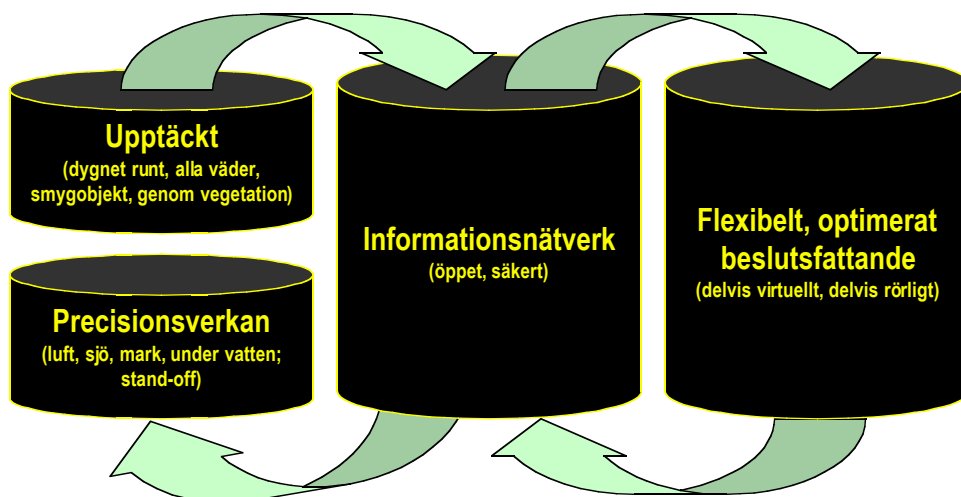 Upptäckt
(dygnet runt, alla väder,
smygobjekt, genom vegetation)
Precisionsverkan
(luft, sjö, mark, under vatten;
stand-off)
Informationsnätverk
(öppet, säkert)
Flexibelt, optimerat
beslutsfattande
(delvis virtuellt, delvis rörligt)